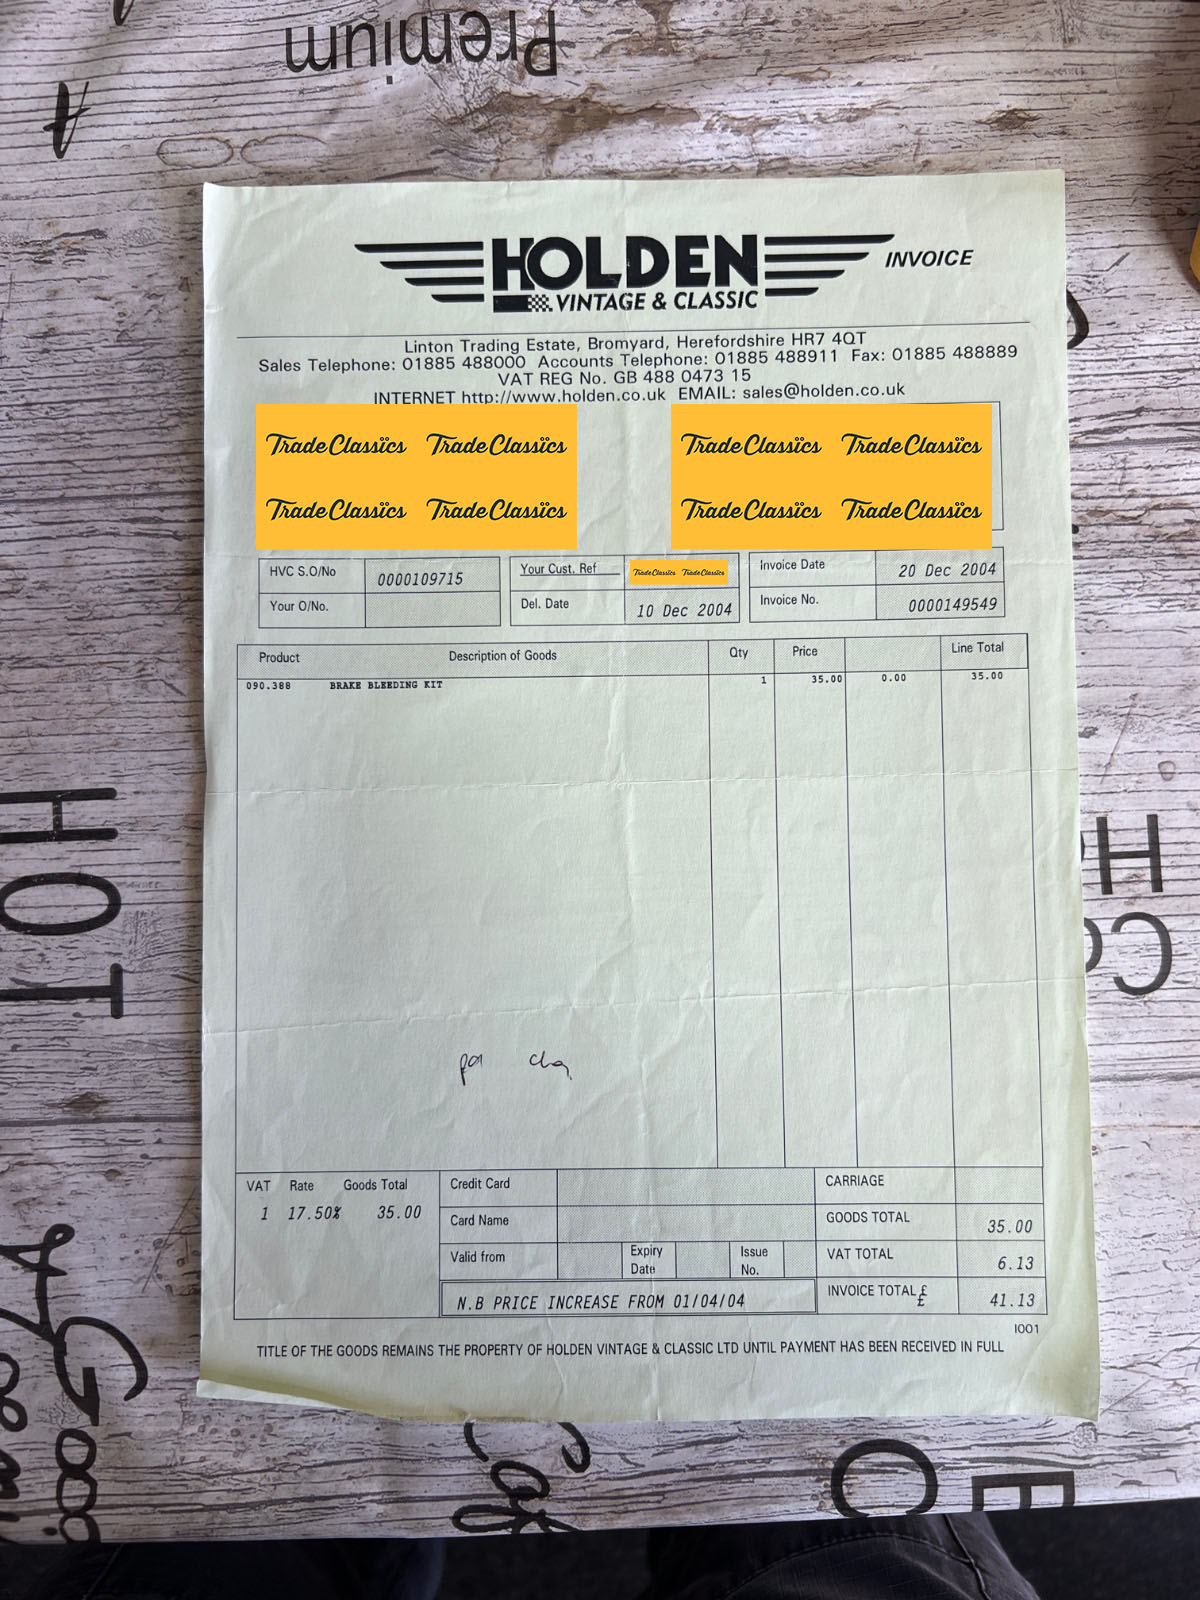 Premium
HOLDEN
INVOICE
VINTAGE & CLASSIC
Linton Trading Estate, Bromyard, Herefordshire HR7 4QT
Sales Telephone: 01885 488000 Accounts Telephone: 01885 488911 Fax: 01885 488889
VAT REG No. GB 488 0473 15
INTERNET http://www.holden.co.uk EMAIL: sales@holden.co.uk
Trade Classics Trade Classics Trade Classics Trade Classics
Trade Classics Trade Classics Trade Classics Trade Classics
HVC S.O/No 0000109715 Your Cust. Ref Trade Classics Trade Classics Invoice Date 20 Dec 2004
Your O/No. Del. Date 10 Dec 2004 Invoice No. 0000149549
Product Description of Goods Qty Price Line Total
090.388 BRAKE BLEEDING KIT 1 35.00 0.00 35.00
HOT
VAT Rate Goods Total Credit Card CARRIAGE
1 17.50% 35.00 Card Name GOODS TOTAL 35.00
Valid from Expiry Date Issue No. VAT TOTAL 6.13
N.B PRICE INCREASE FROM 01/04/04 INVOICE TOTAL £ 41.13
I001
TITLE OF THE GOODS REMAINS THE PROPERTY OF HOLDEN VINTAGE & CLASSIC LTD UNTIL PAYMENT HAS BEEN RECEIVED IN FULL